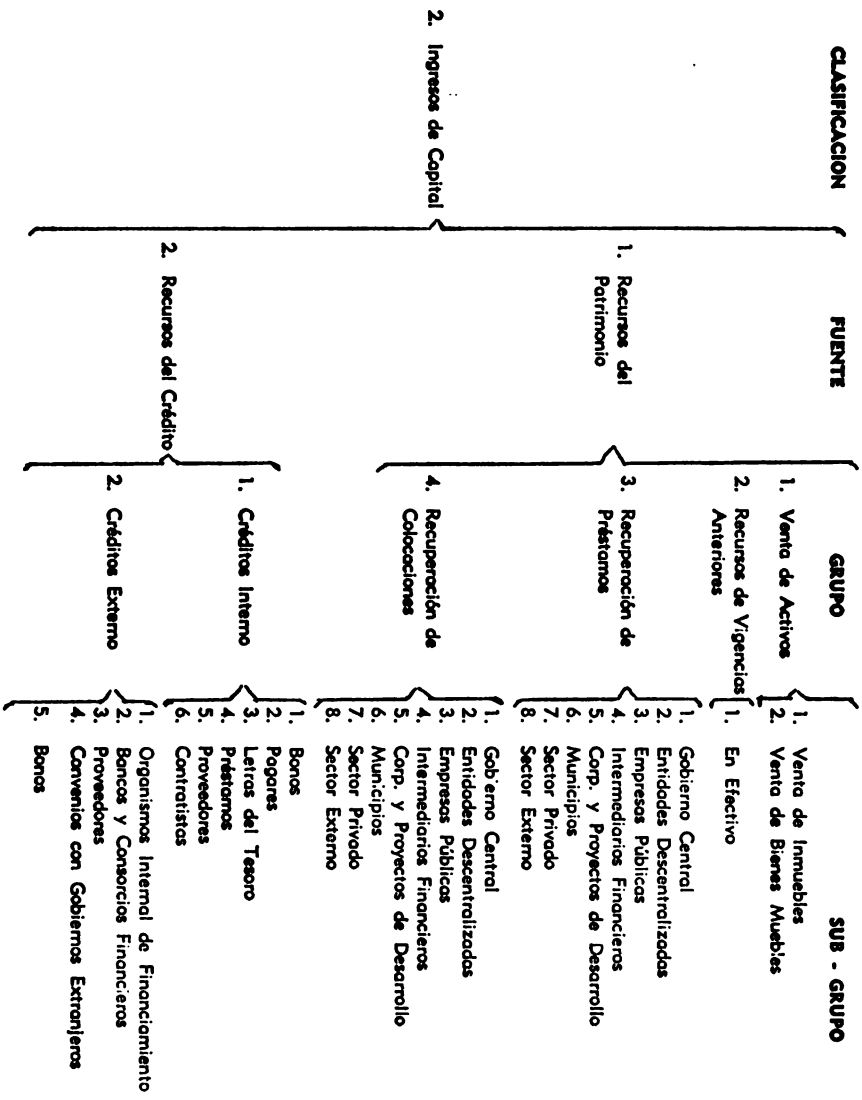 CLASIFICACION
FUENTE
GRUPO
SUB - GRUPO
2. Ingresos de Capital
1. Recursos del
Patrimonio
1. Venta de Activos
1. Venta de Inmuebles
2. Venta de Bienes Muebles
2. Recursos de Vigencias
Anteriores
1. En Efectivo
3. Recuperación de
Préstamos
1. Gobierno Central
2. Entidades Descentralizadas
3. Empresas Públicas
4. Intermediarios Financieros
5. Corp. y Proyectos de Desarrollo
6. Municipios
7. Sector Privado
8. Sector Externo
4. Recuperación de
Colocaciones
1. Gobierno Central
2. Entidades Descentralizadas
3. Empresas Públicas
4. Intermediarios Financieros
5. Corp. y Proyectos de Desarrollo
6. Municipios
7. Sector Privado
8. Sector Externo
2. Recursos del Crédito
1. Créditos Interno
1. Bonos
2. Pagares
3. Letras del Tesoro
4. Préstamos
5. Proveedores
6. Contratistas
2. Créditos Externo
1. Organismos Internal de Financiamiento
2. Bancos y Consorcios Financieros
3. Proveedores
4. Convenios con Gobiernos Extranjeros
5. Bonos